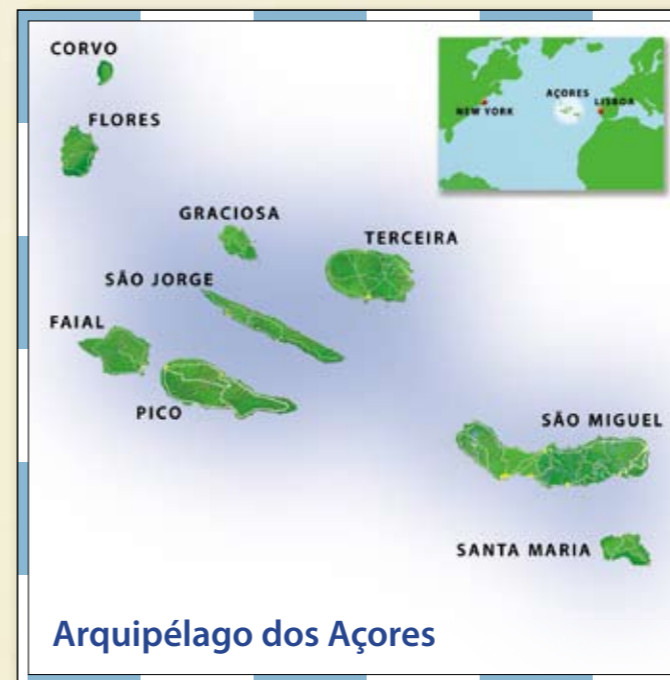 CORVO
FLORES
AÇORES
LISBOA
NEW YORK
GRACIOSA
TERCEIRA
SÃO JORGE
FAIAL
PICO
SÃO MIGUEL
SANTA MARIA
Arquipélago dos Açores